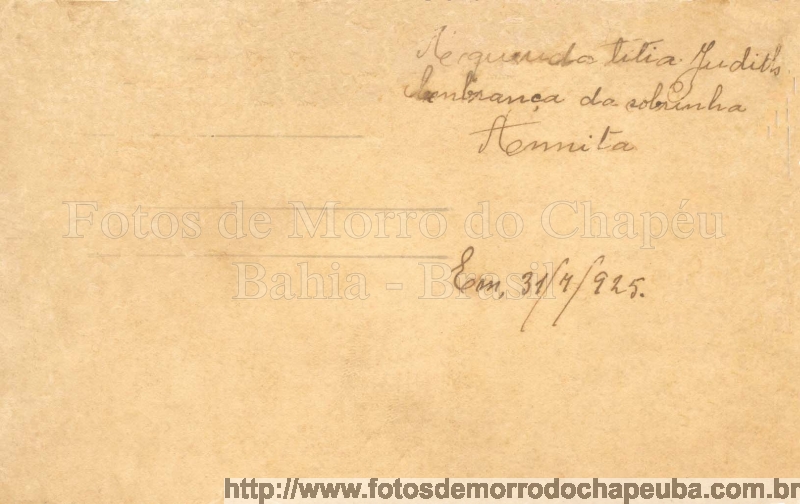 A' querida titia Judith
lembrança da sobrinha
Annita
Fotos de Morro do Chapéu
Bahia - Brasil
Em, 31/7/925.
http://www.fotosdemorrodochapeuba.com.br